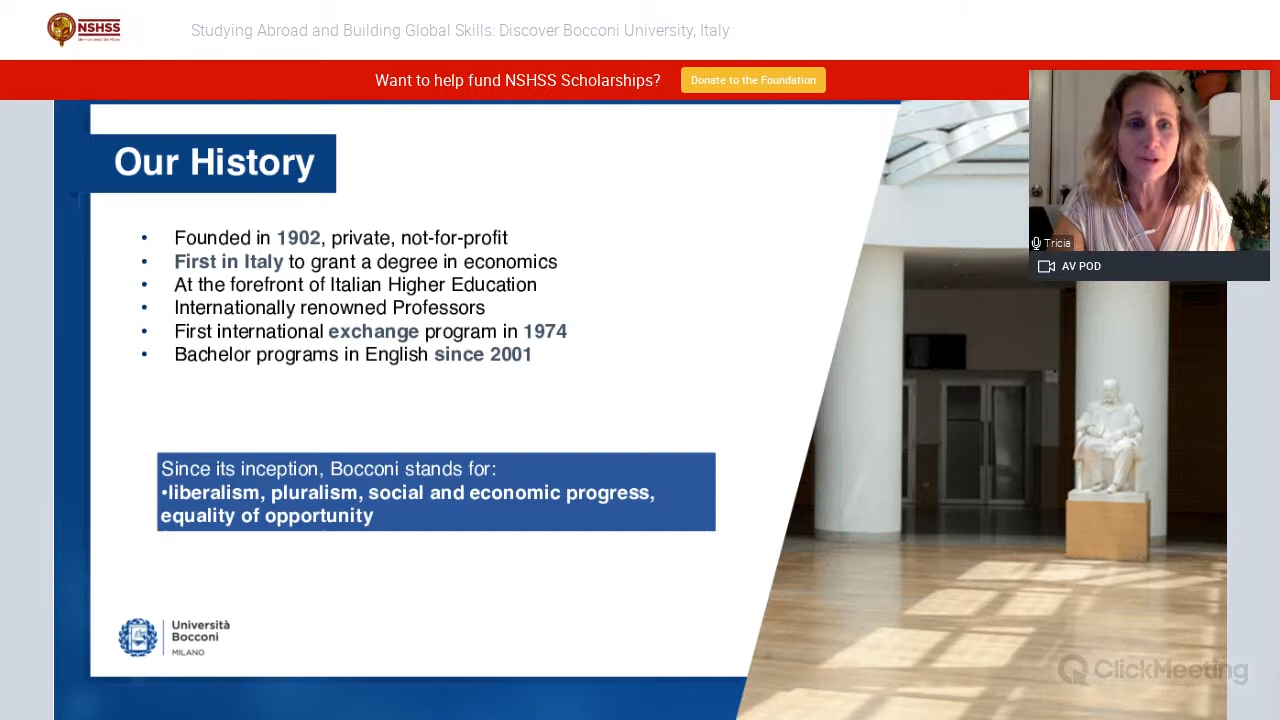 NSHSS
Studying Abroad and Building Global Skills: Discover Bocconi University, Italy
Want to help fund NSHSS Scholarships?
Donate to the Foundation
Our History
• Founded in 1902, private, not-for-profit
• First in Italy to grant a degree in economics
• At the forefront of Italian Higher Education
• Internationally renowned Professors
• First international exchange program in 1974
• Bachelor programs in English since 2001
Since its inception, Bocconi stands for:
•liberalism, pluralism, social and economic progress,
equality of opportunity
Università
Bocconi
MILANO
Tricia
AV POD
ClickMeeting